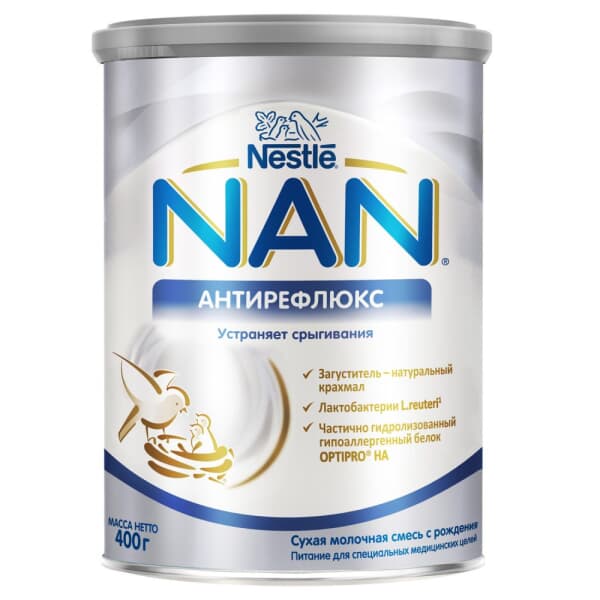 Nestlé®
NAN®
АНТИРЕФЛЮКС
Устраняет срыгивания
✓ Загуститель – натуральный
крахмал
✓ Лактобактерии L.reuteri¹
✓ Частично гидролизованный
гипоаллергенный белок
OPTIPRO® HA
МАССА НЕТТО
400г
Сухая молочная смесь с рождения
Питание для специальных медицинских целей